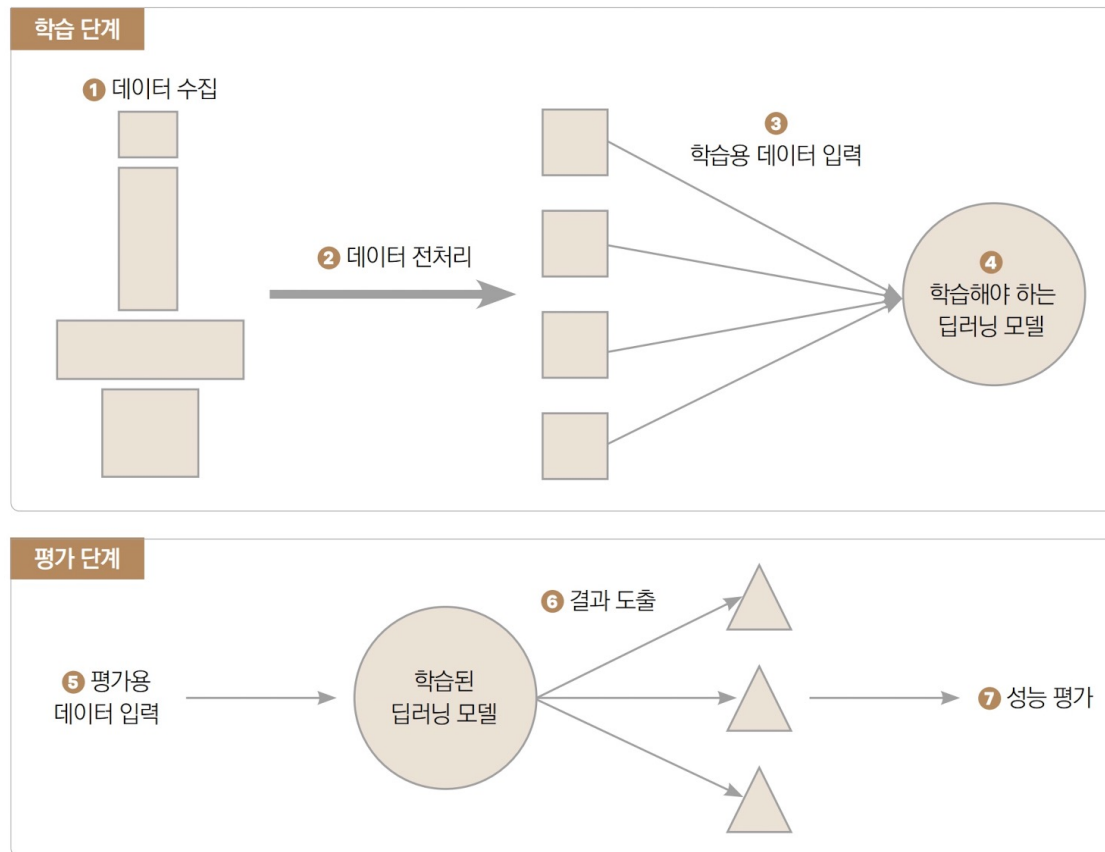 학습 단계
❶ 데이터 수집
❷ 데이터 전처리
❸
학습용 데이터 입력
❹
학습해야 하는
딥러닝 모델
평가 단계
❺ 평가용
데이터 입력
학습된
딥러닝 모델
❻ 결과 도출
❼ 성능 평가